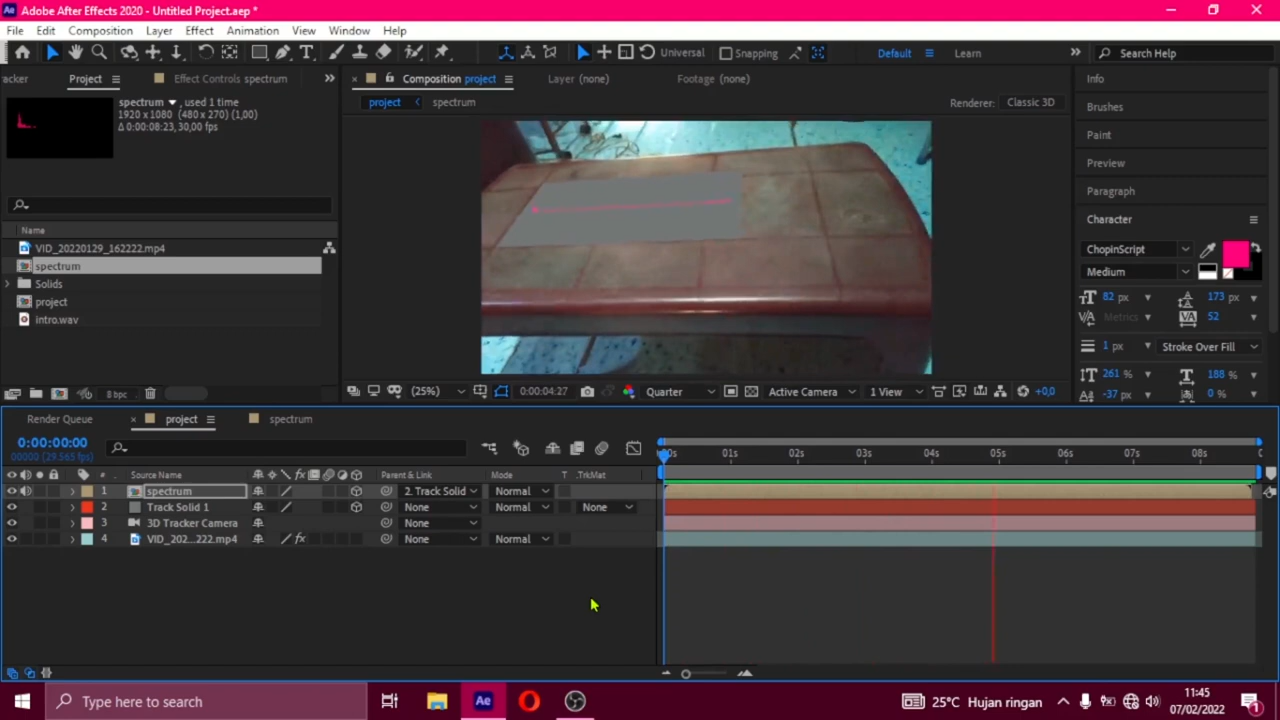 Adobe After Effects 2020 - Untitled Project.aep *
File Edit Composition Layer Effect Animation View Window Help
Universal Snapping Default Learn Search Help
acker Project Effect Controls spectrum Composition project Layer (none) Footage (none) Info
spectrum , used 1 time
1920 x 1080 (480 x 270) (1,00)
Δ 0:00:08:23, 30,00 fps
project spectrum Renderer: Classic 3D
Brushes
Paint
Preview
Paragraph
Character
Name
VID_20220129_162222.mp4
spectrum
Solids
project
intro.wav
ChopinScript
Medium
82 px 173 px
Metrics 52
1 px Stroke Over Fill
261 % 188 %
-37 px 0 %
8 bpc (25%) 0:00:04:27 Quarter Active Camera 1 View +0,0
Render Queue project spectrum
0:00:00:00
00000 (29.565 fps)
00s 01s 02s 03s 04s 05s 06s 07s 08s
# Source Name Parent & Link Mode T .TrkMat
1 spectrum 2. Track Solid Normal
2 Track Solid 1 None Normal None
3 3D Tracker Camera None
4 VID_202...222.mp4 None Normal
Type here to search 25°C Hujan ringan 11:45
07/02/2022
1